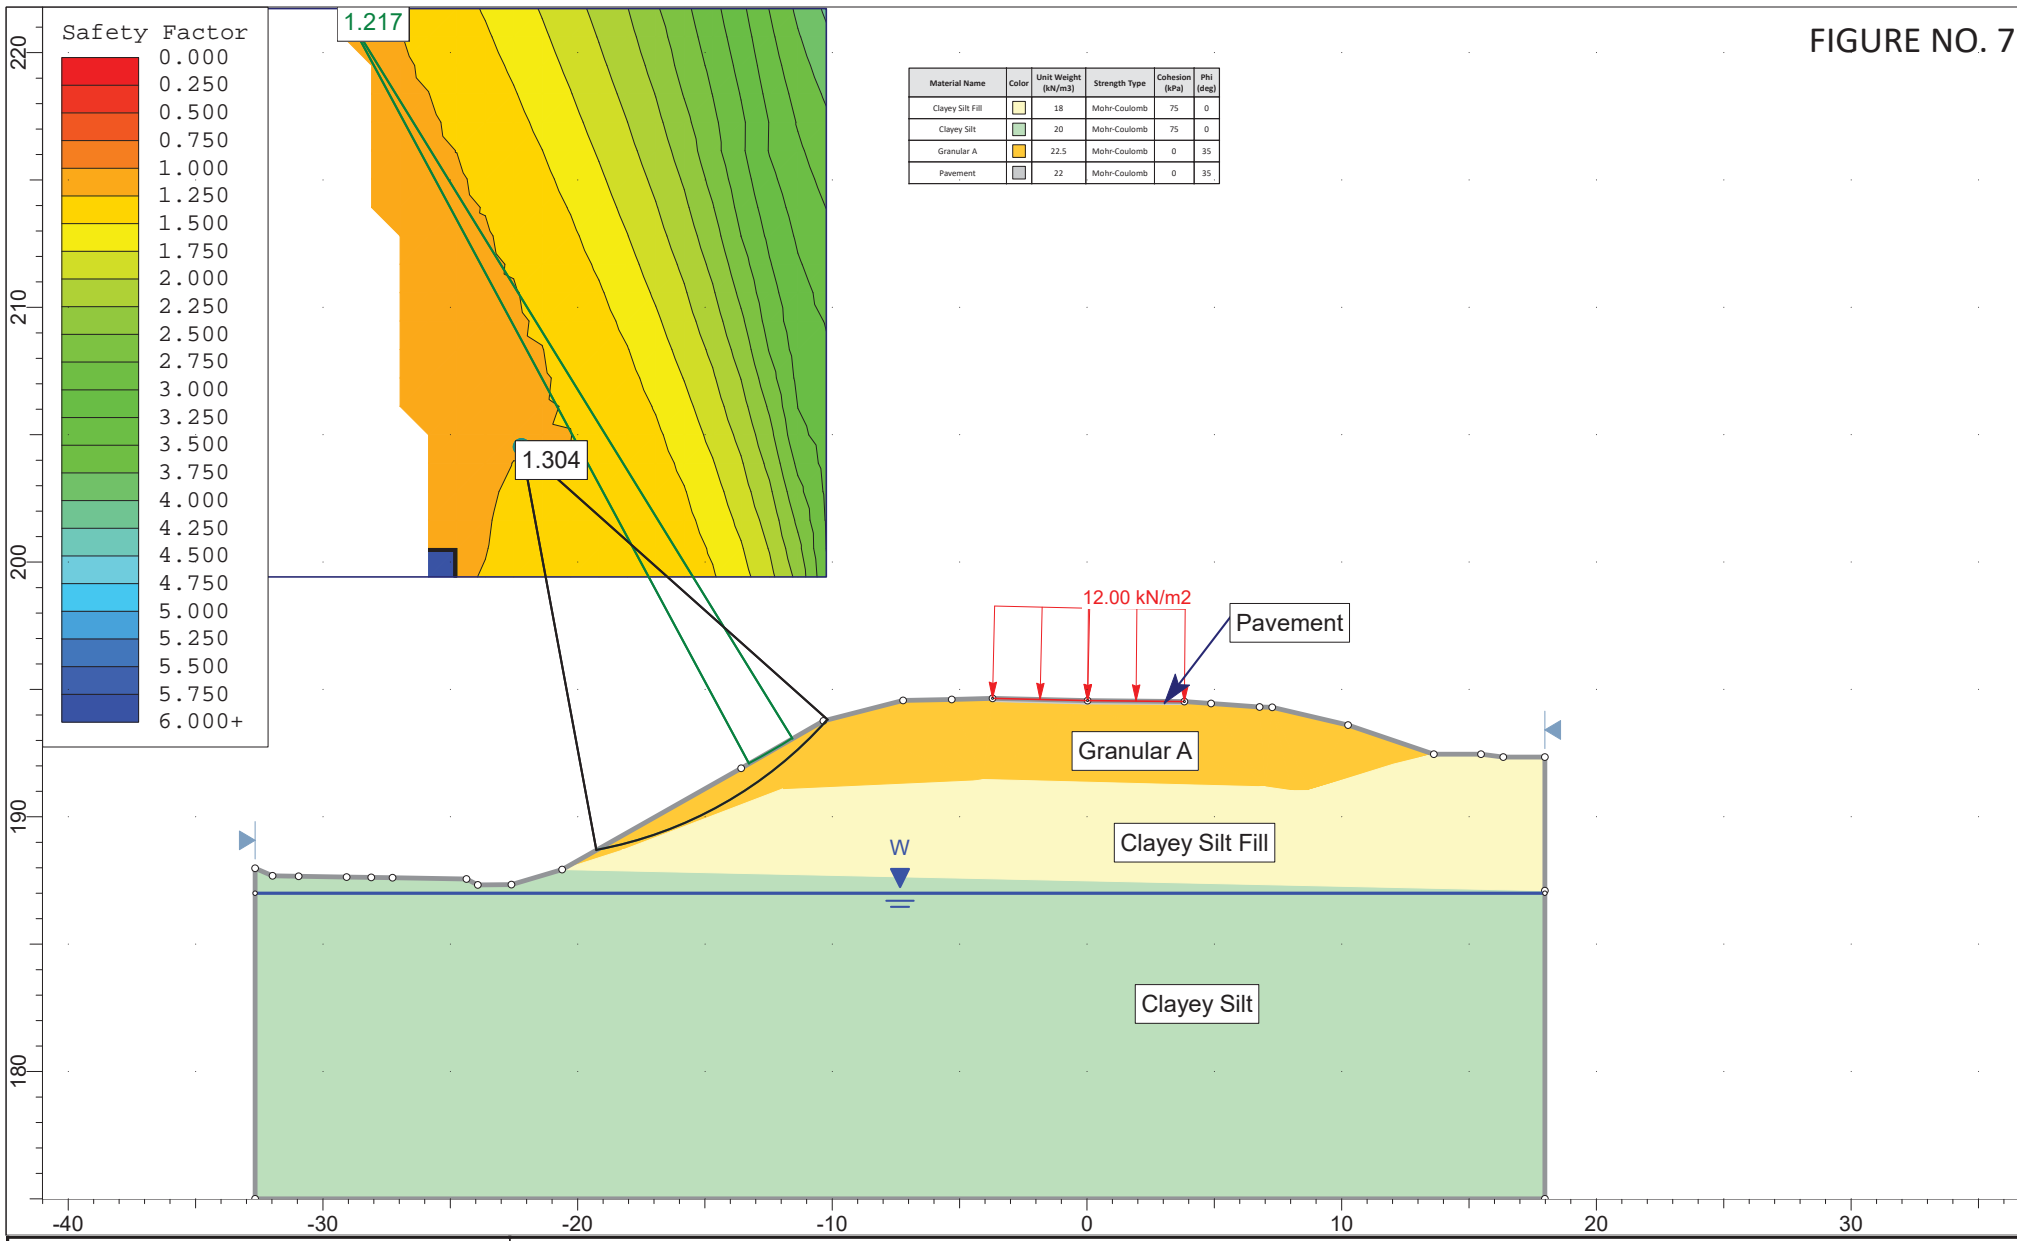 FIGURE NO. 7
Safety Factor
0.000
0.250
0.500
0.750
1.000
1.250
1.500
1.750
2.000
2.250
2.500
2.750
3.000
3.250
3.500
3.750
4.000
4.250
4.500
4.750
5.000
5.250
5.500
5.750
6.000+
1.217
1.304
Material Name Color Unit Weight (kN/m3) Strength Type Cohesion (kPa) Phi (deg)
Clayey Silt Fill 18 Mohr-Coulomb 75 0
Clayey Silt 20 Mohr-Coulomb 75 0
Granular A 22.5 Mohr-Coulomb 0 35
Pavement 22 Mohr-Coulomb 0 35
12.00 kN/m2
Pavement
Granular A
Clayey Silt Fill
W
Clayey Silt
220
210
200
190
180
-40 -30 -20 -10 0 10 20 30